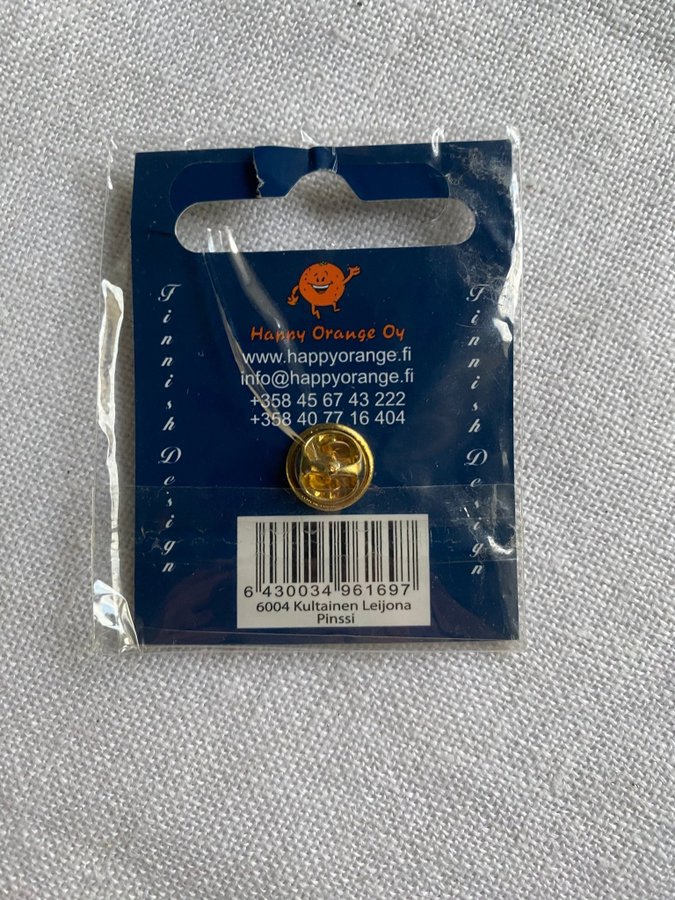 Happy Orange Oy
www.happyorange.fi
info@happyorange.fi
+358 45 67 43 222
+358 40 77 16 404
Finnish Design
Finnish Design
6 430034 961697
6004 Kultainen Leijona
Pinssi